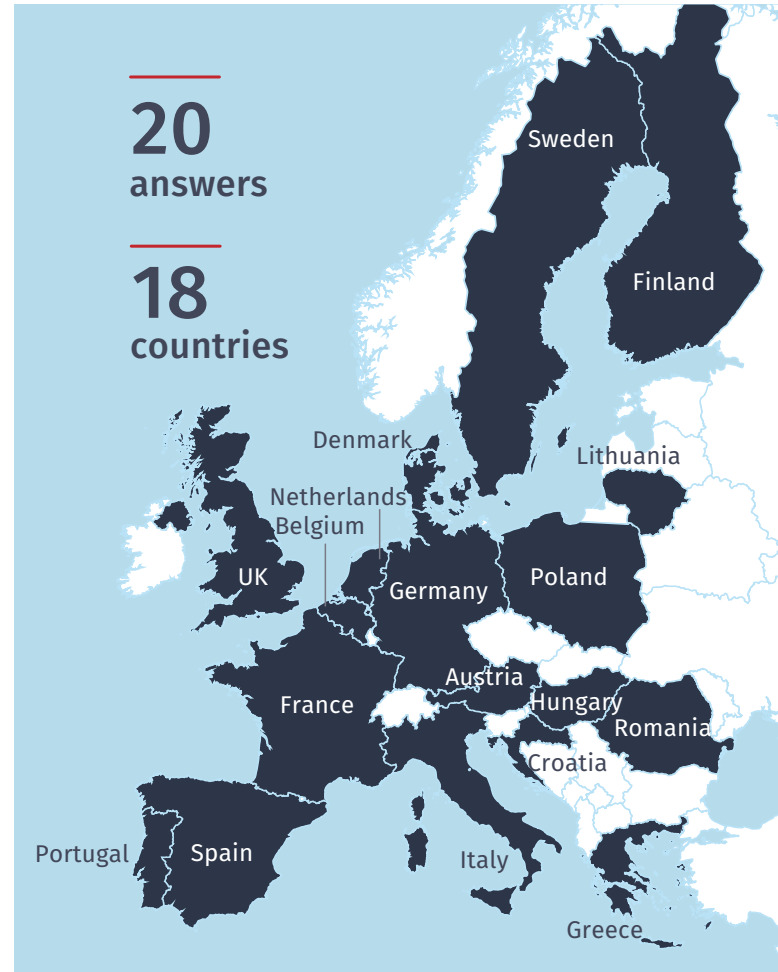 20
answers
18
countries
Sweden
Finland
Denmark
Lithuania
Netherlands
Belgium
UK
Germany
Poland
Austria
France
Hungary
Romania
Croatia
Portugal
Spain
Italy
Greece